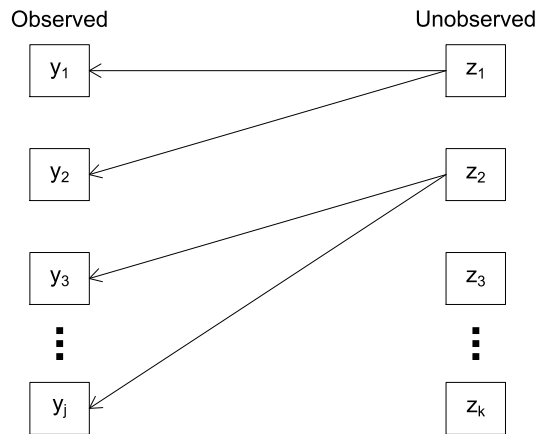 Observed Unobserved
y₁ z₁
y₂ z₂
y₃ z₃
yⱼ zₖ